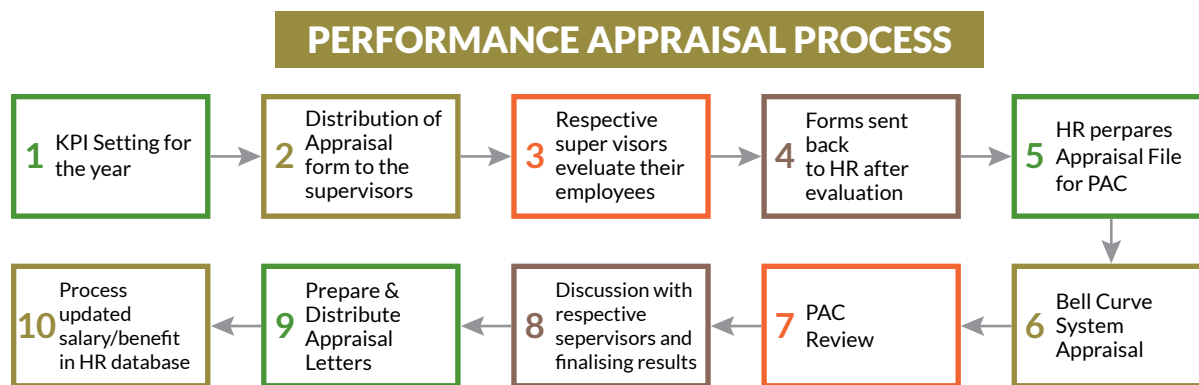 PERFORMANCE APPRAISAL PROCESS
1 KPI Setting for
the year
2 Distribution of
Appraisal
form to the
supervisors
3 Respective
super visors
eveluate their
employees
4 Forms sent
back
to HR after
evaluation
5 HR perpares
Appraisal File
for PAC
6 Bell Curve
System
Appraisal
7 PAC
Review
8 Discussion with
respective
sepervisors and
finalising results
9 Prepare &
Distribute
Appraisal
Letters
10 Process
updated
salary/benefit
in HR database